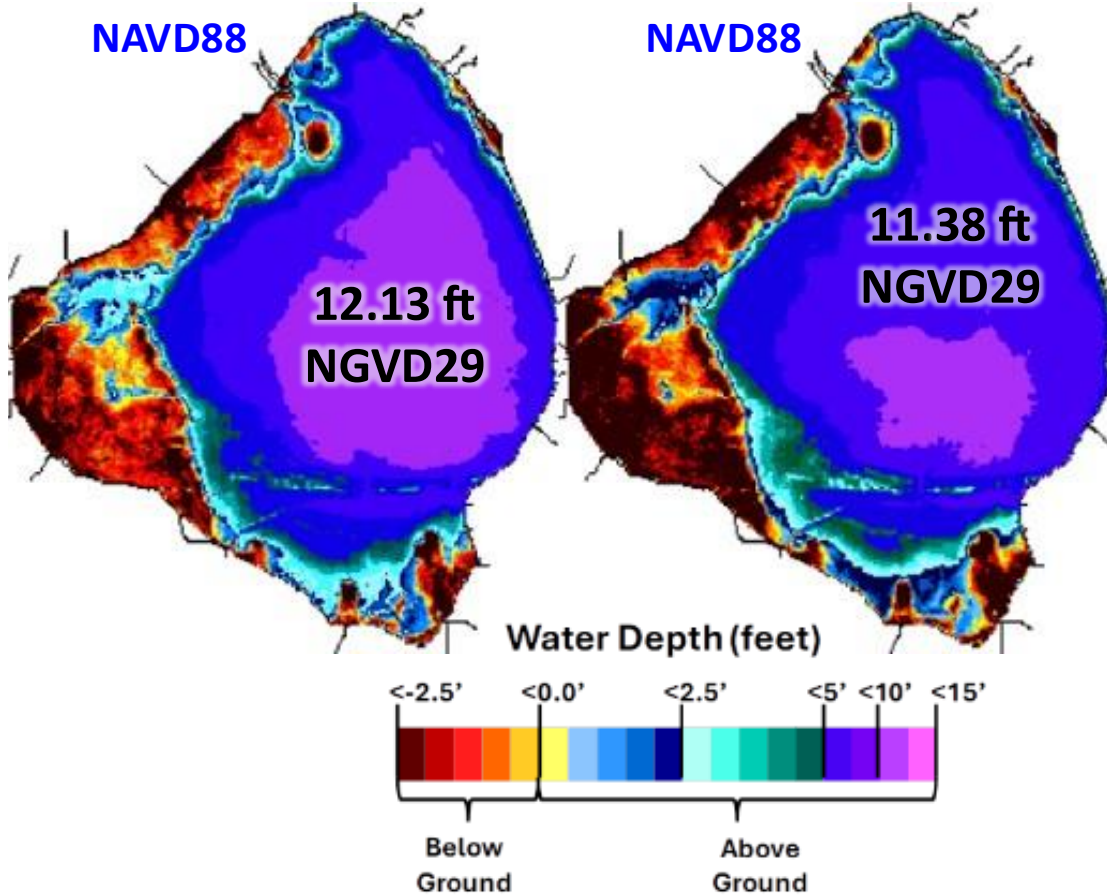 NAVD88
NAVD88
12.13 ft
NGVD29
11.38 ft
NGVD29
Water Depth (feet)
<-2.5’ <0.0’ <2.5’ <5’ <10’ <15’
Below
Ground
Above
Ground